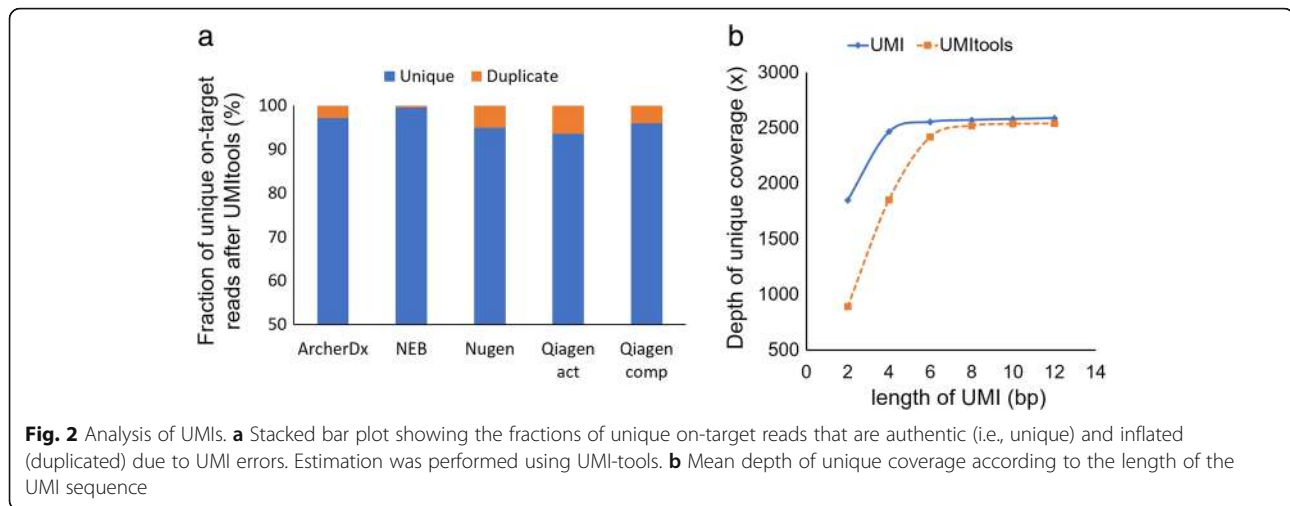 a
Unique Duplicate
Fraction of unique on-target
reads after UMItools (%)
100
90
80
70
60
50
ArcherDx NEB Nugen Qiagen act Qiagen comp
b
UMI UMItools
Depth of unique coverage (x)
3000
2500
2000
1500
1000
500
0 2 4 6 8 10 12 14
length of UMI (bp)
Fig. 2 Analysis of UMIs. a Stacked bar plot showing the fractions of unique on-target reads that are authentic (i.e., unique) and inflated
(duplicated) due to UMI errors. Estimation was performed using UMI-tools. b Mean depth of unique coverage according to the length of the
UMI sequence